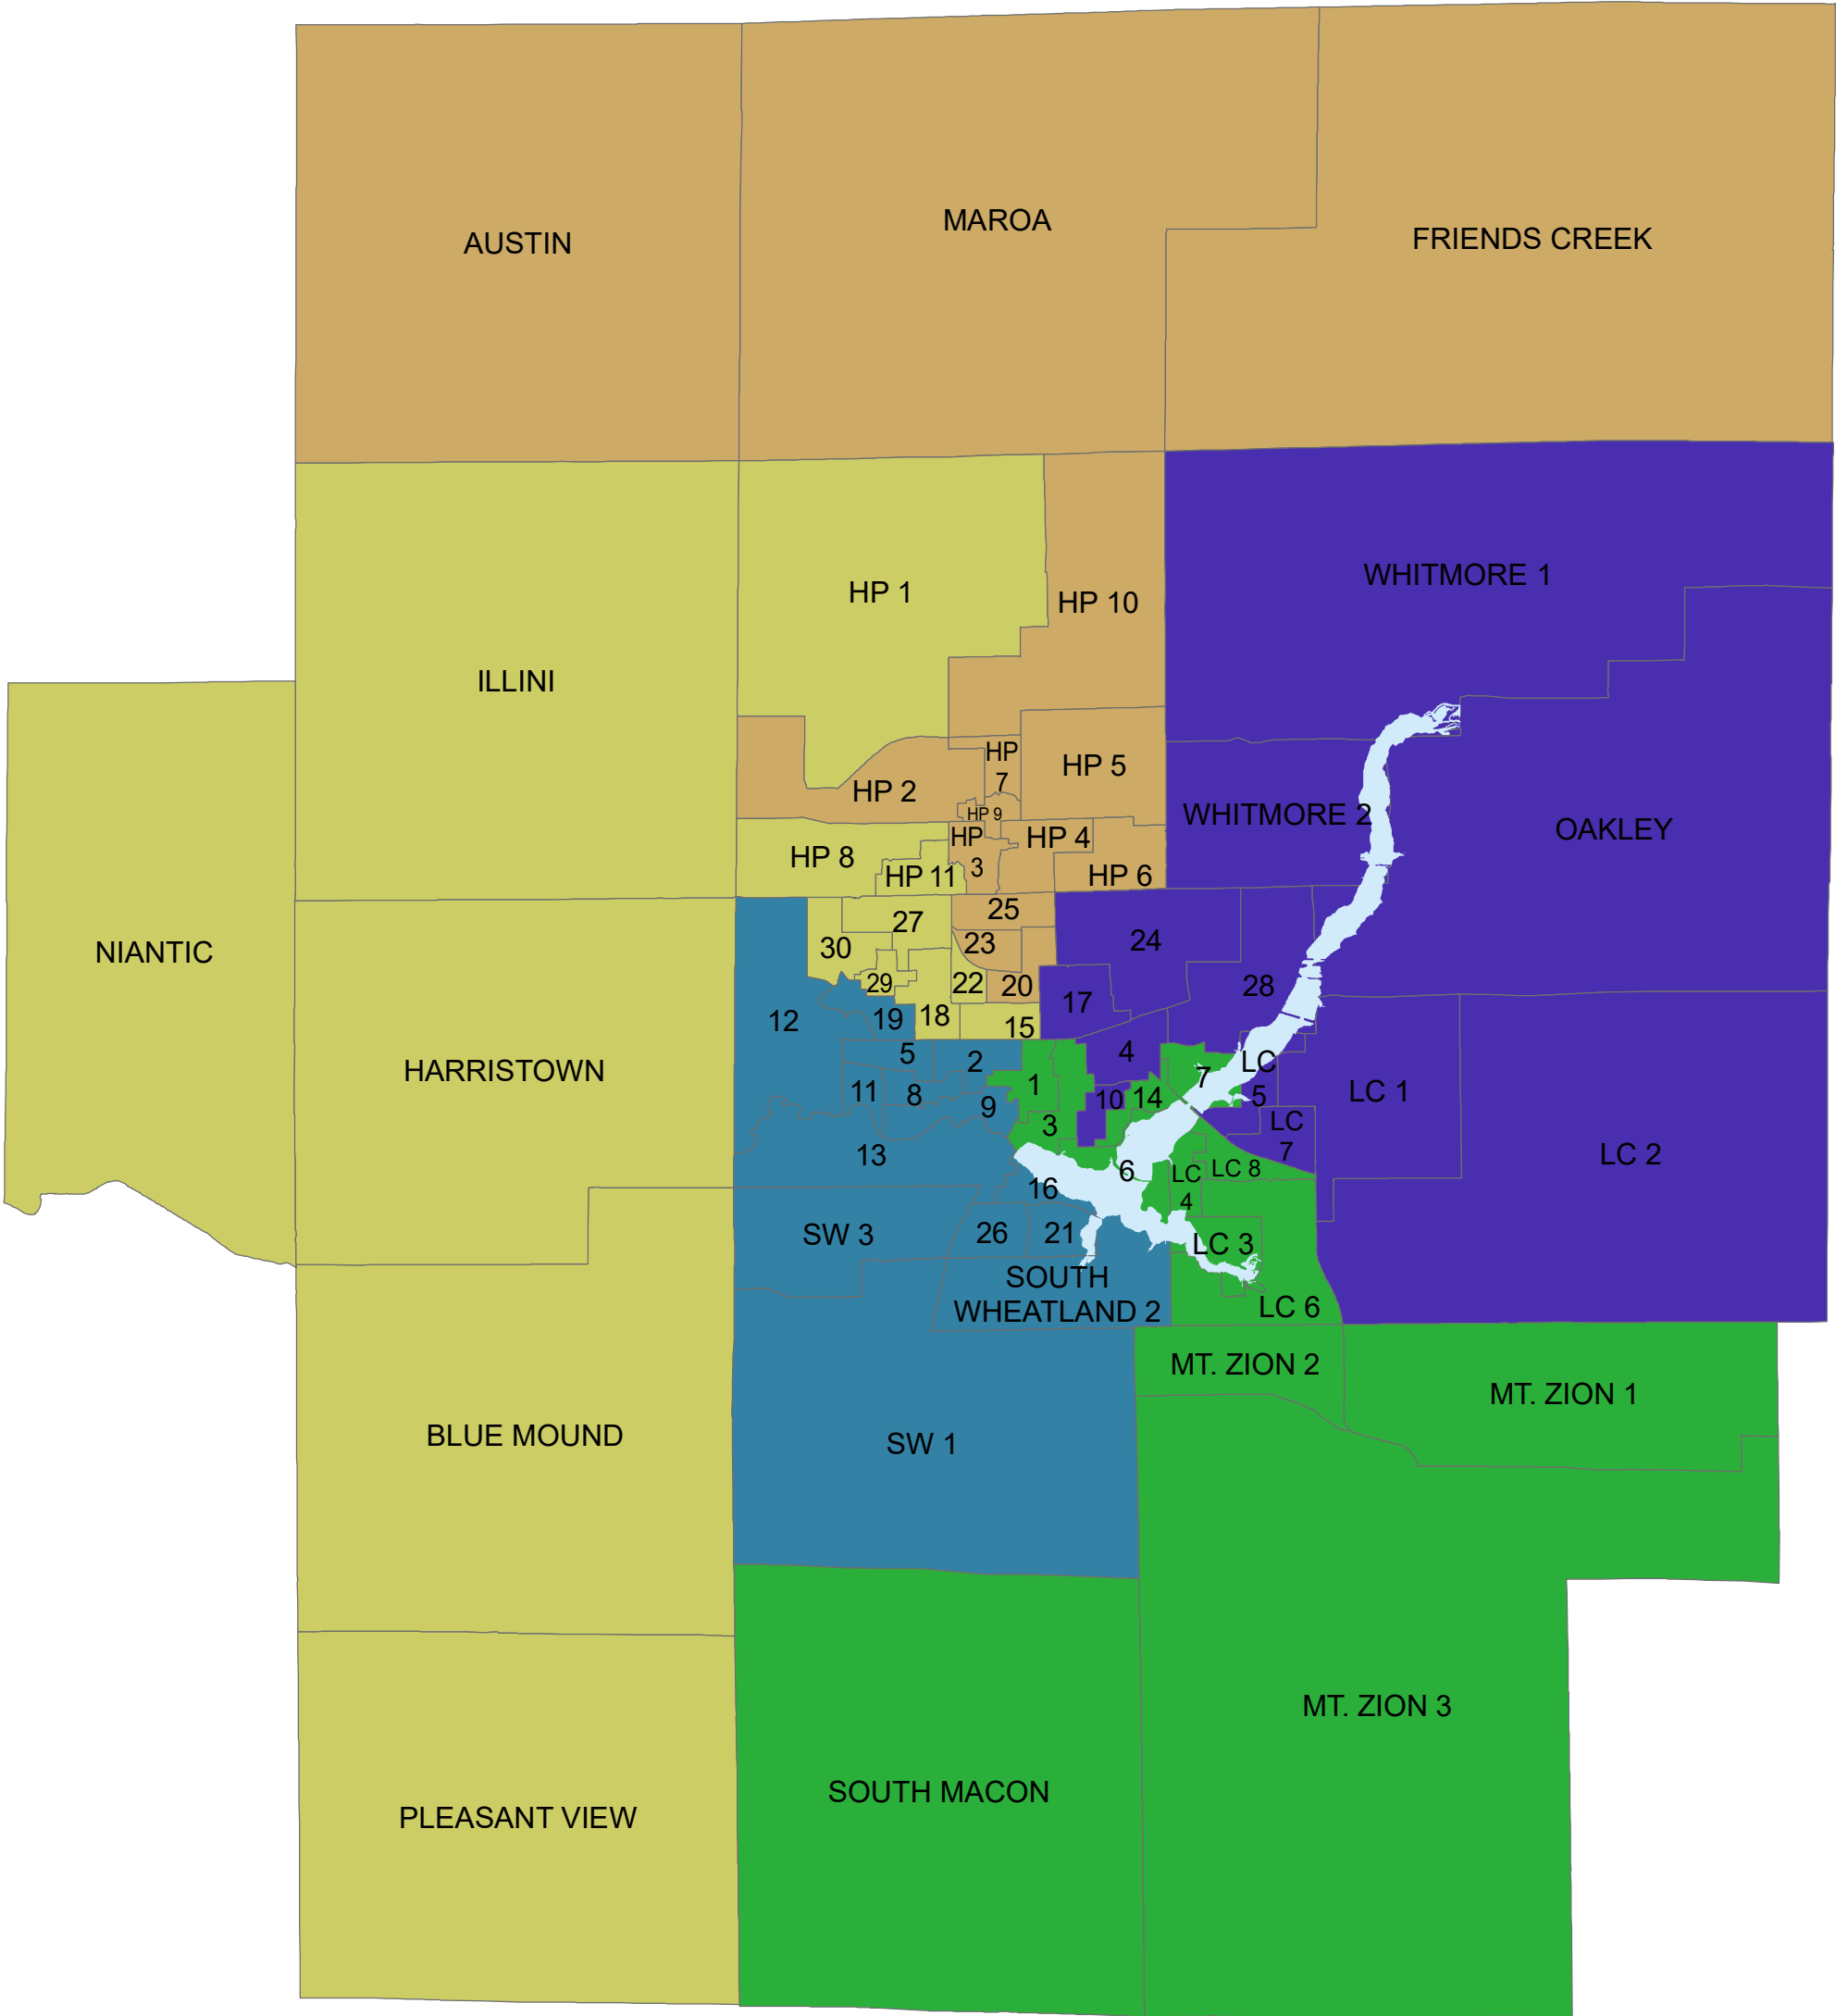 MAROA
FRIENDS CREEK
AUSTIN
WHITMORE 1
HP 1
HP 10
ILLINI
HP
7
HP 5
HP 2
HP 9
WHITMORE 2
OAKLEY
HP
3
HP 4
HP 8
HP 11
HP 6
25
27
23
24
30
NIANTIC
29
22
20
28
17
12
19
18
15
HARRISTOWN
5
2
4
LC
5
7
1
11
8
10
14
LC 1
9
3
LC
7
13
LC 2
6
LC
4
LC 8
16
SW 3
26
21
LC 3
SOUTH
WHEATLAND 2
LC 6
MT. ZION 2
MT. ZION 1
BLUE MOUND
SW 1
MT. ZION 3
SOUTH MACON
PLEASANT VIEW